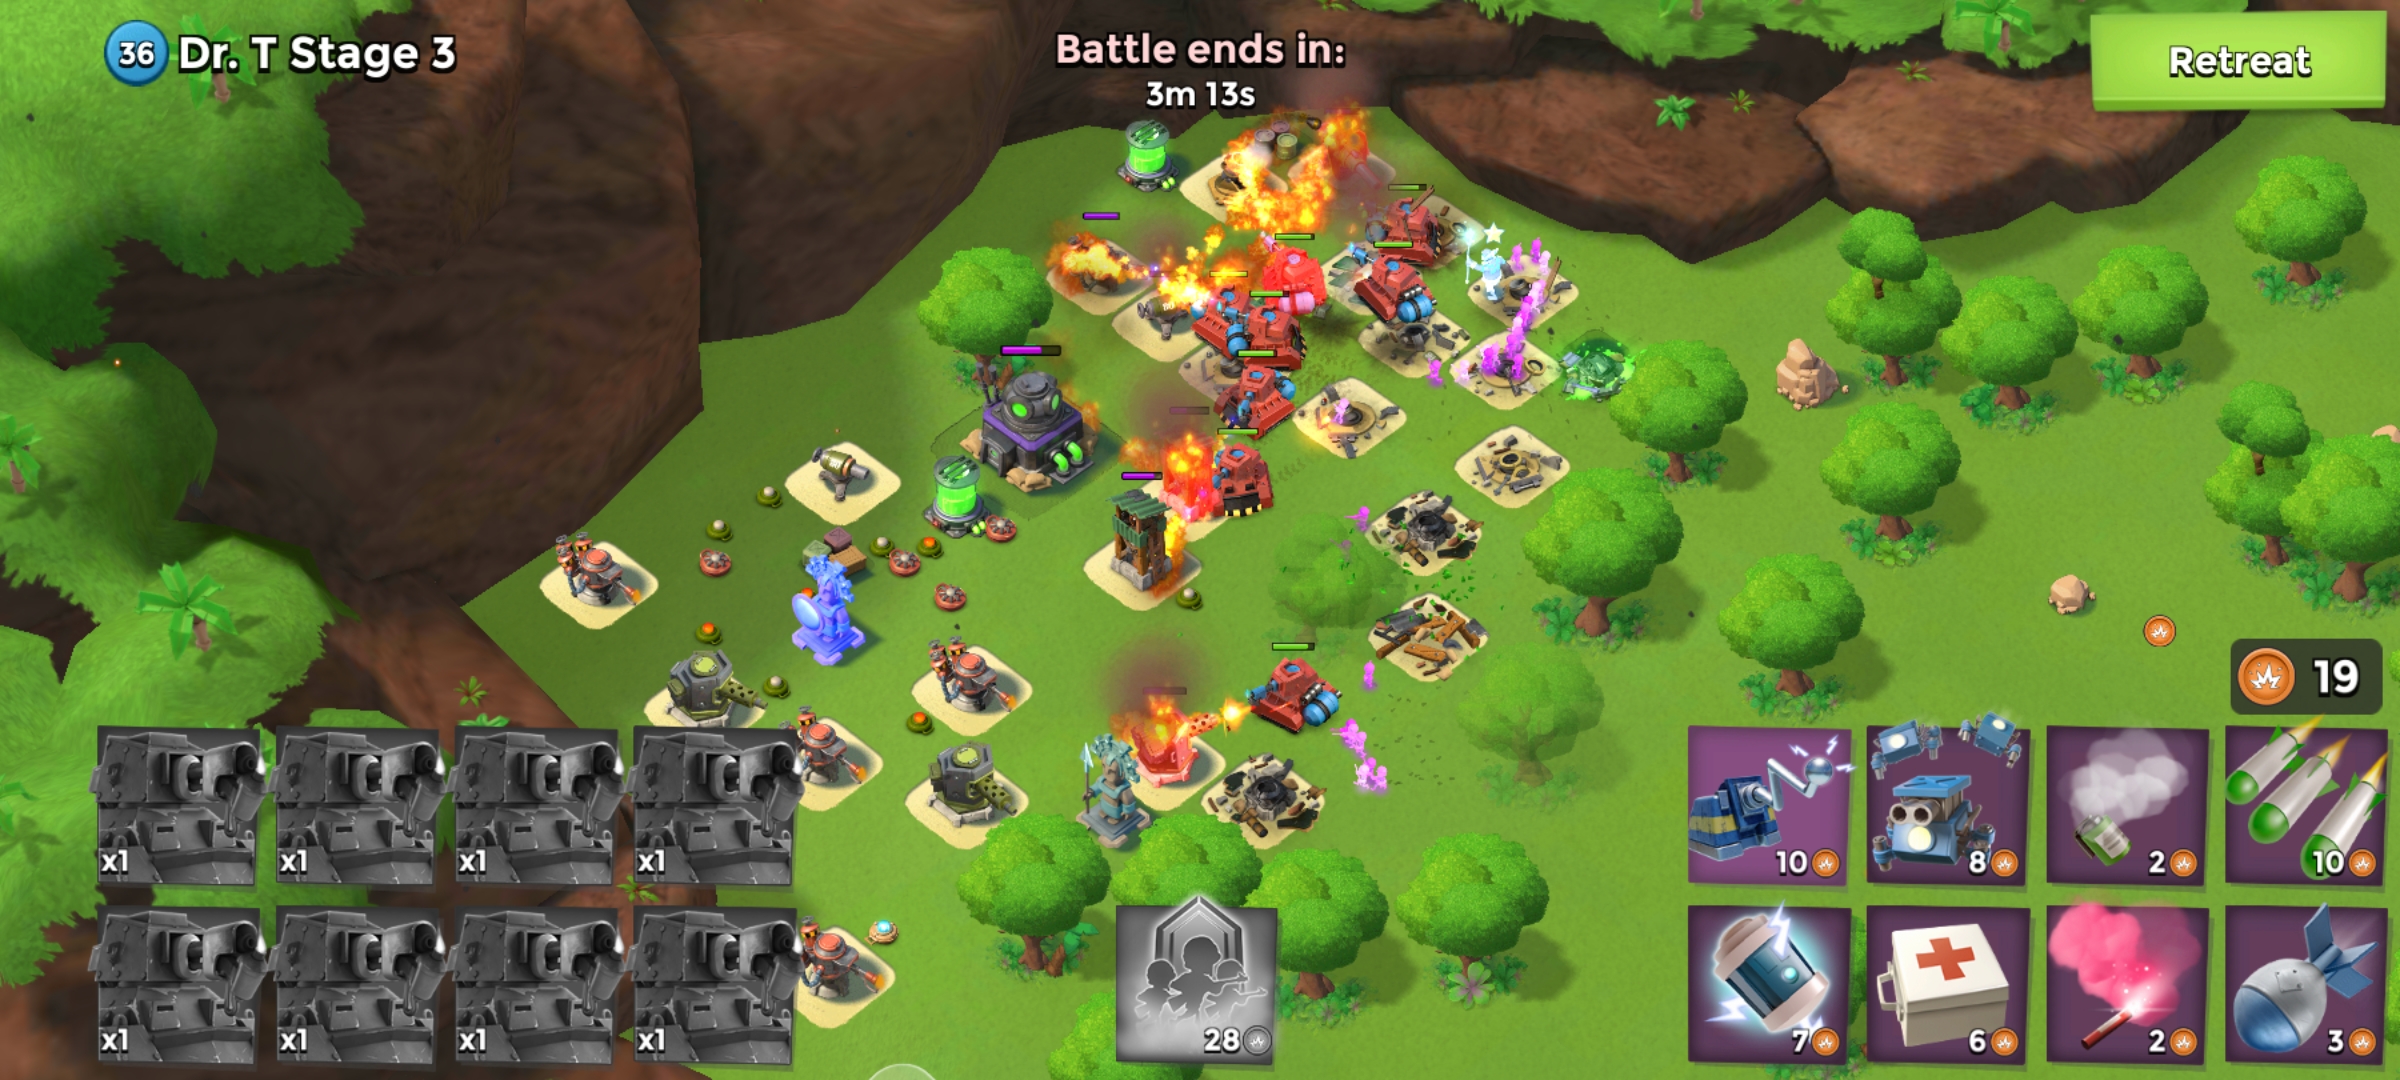 36 Dr. T Stage 3
Battle ends in:
3m 13s
Retreat
19
10 8 2 10
x1 x1 x1 x1
7 6 2 3
x1 x1 x1 x1
28